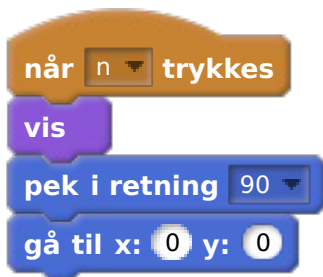 når n trykkes
vis
pek i retning 90
gå til x: 0 y: 0